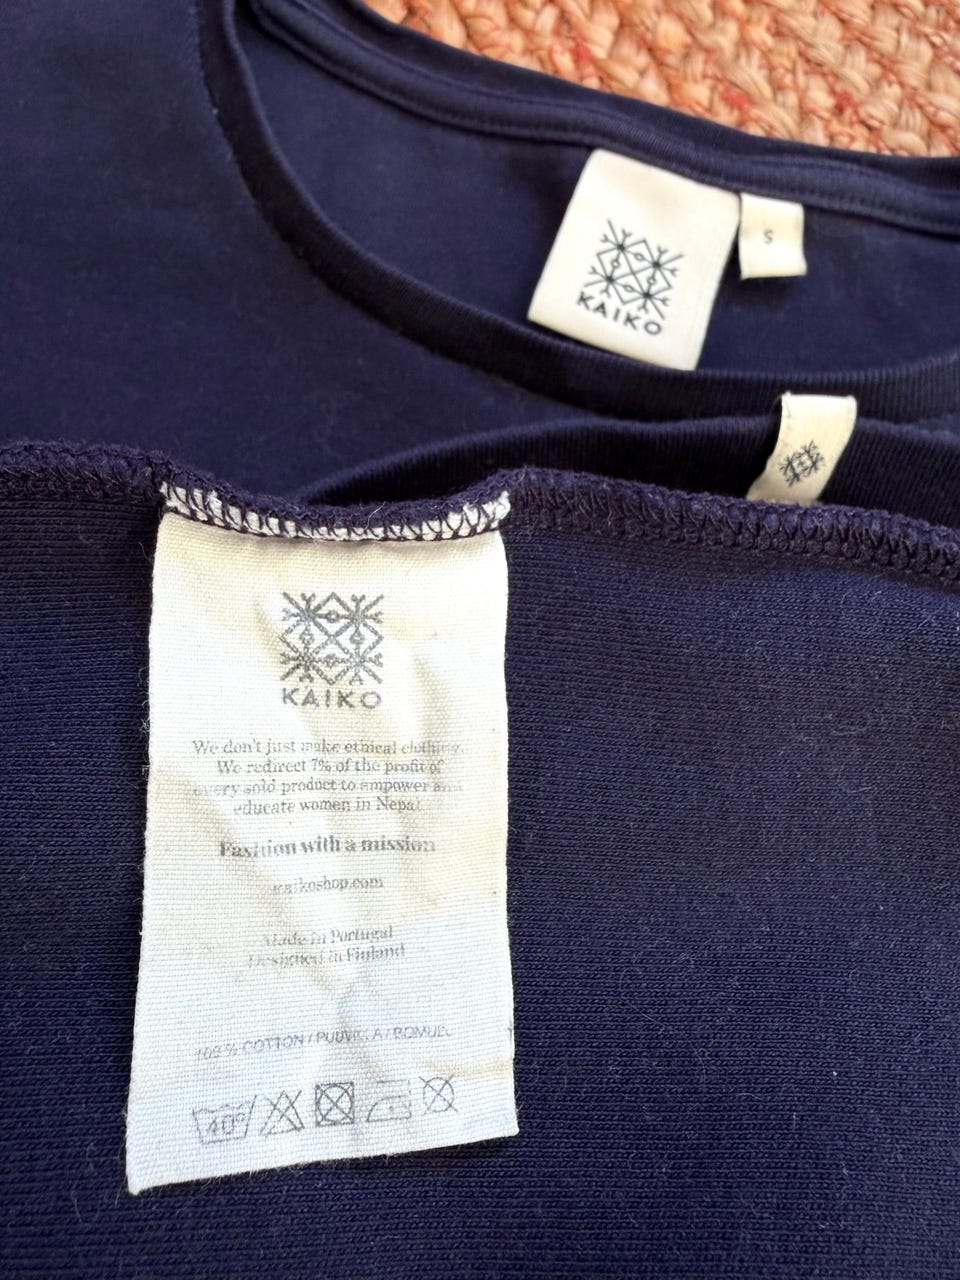 KAIKO
S
KAIKO
We don't just make ethical clothing.
We redirect 7% of the profit of
every sold product to empower and
educate women in Nepal.
Fashion with a mission
kaikoshop.com
Made in Portugal
Designed in Finland
100 % COTTON / PUUVILLA / BOMULL
40°